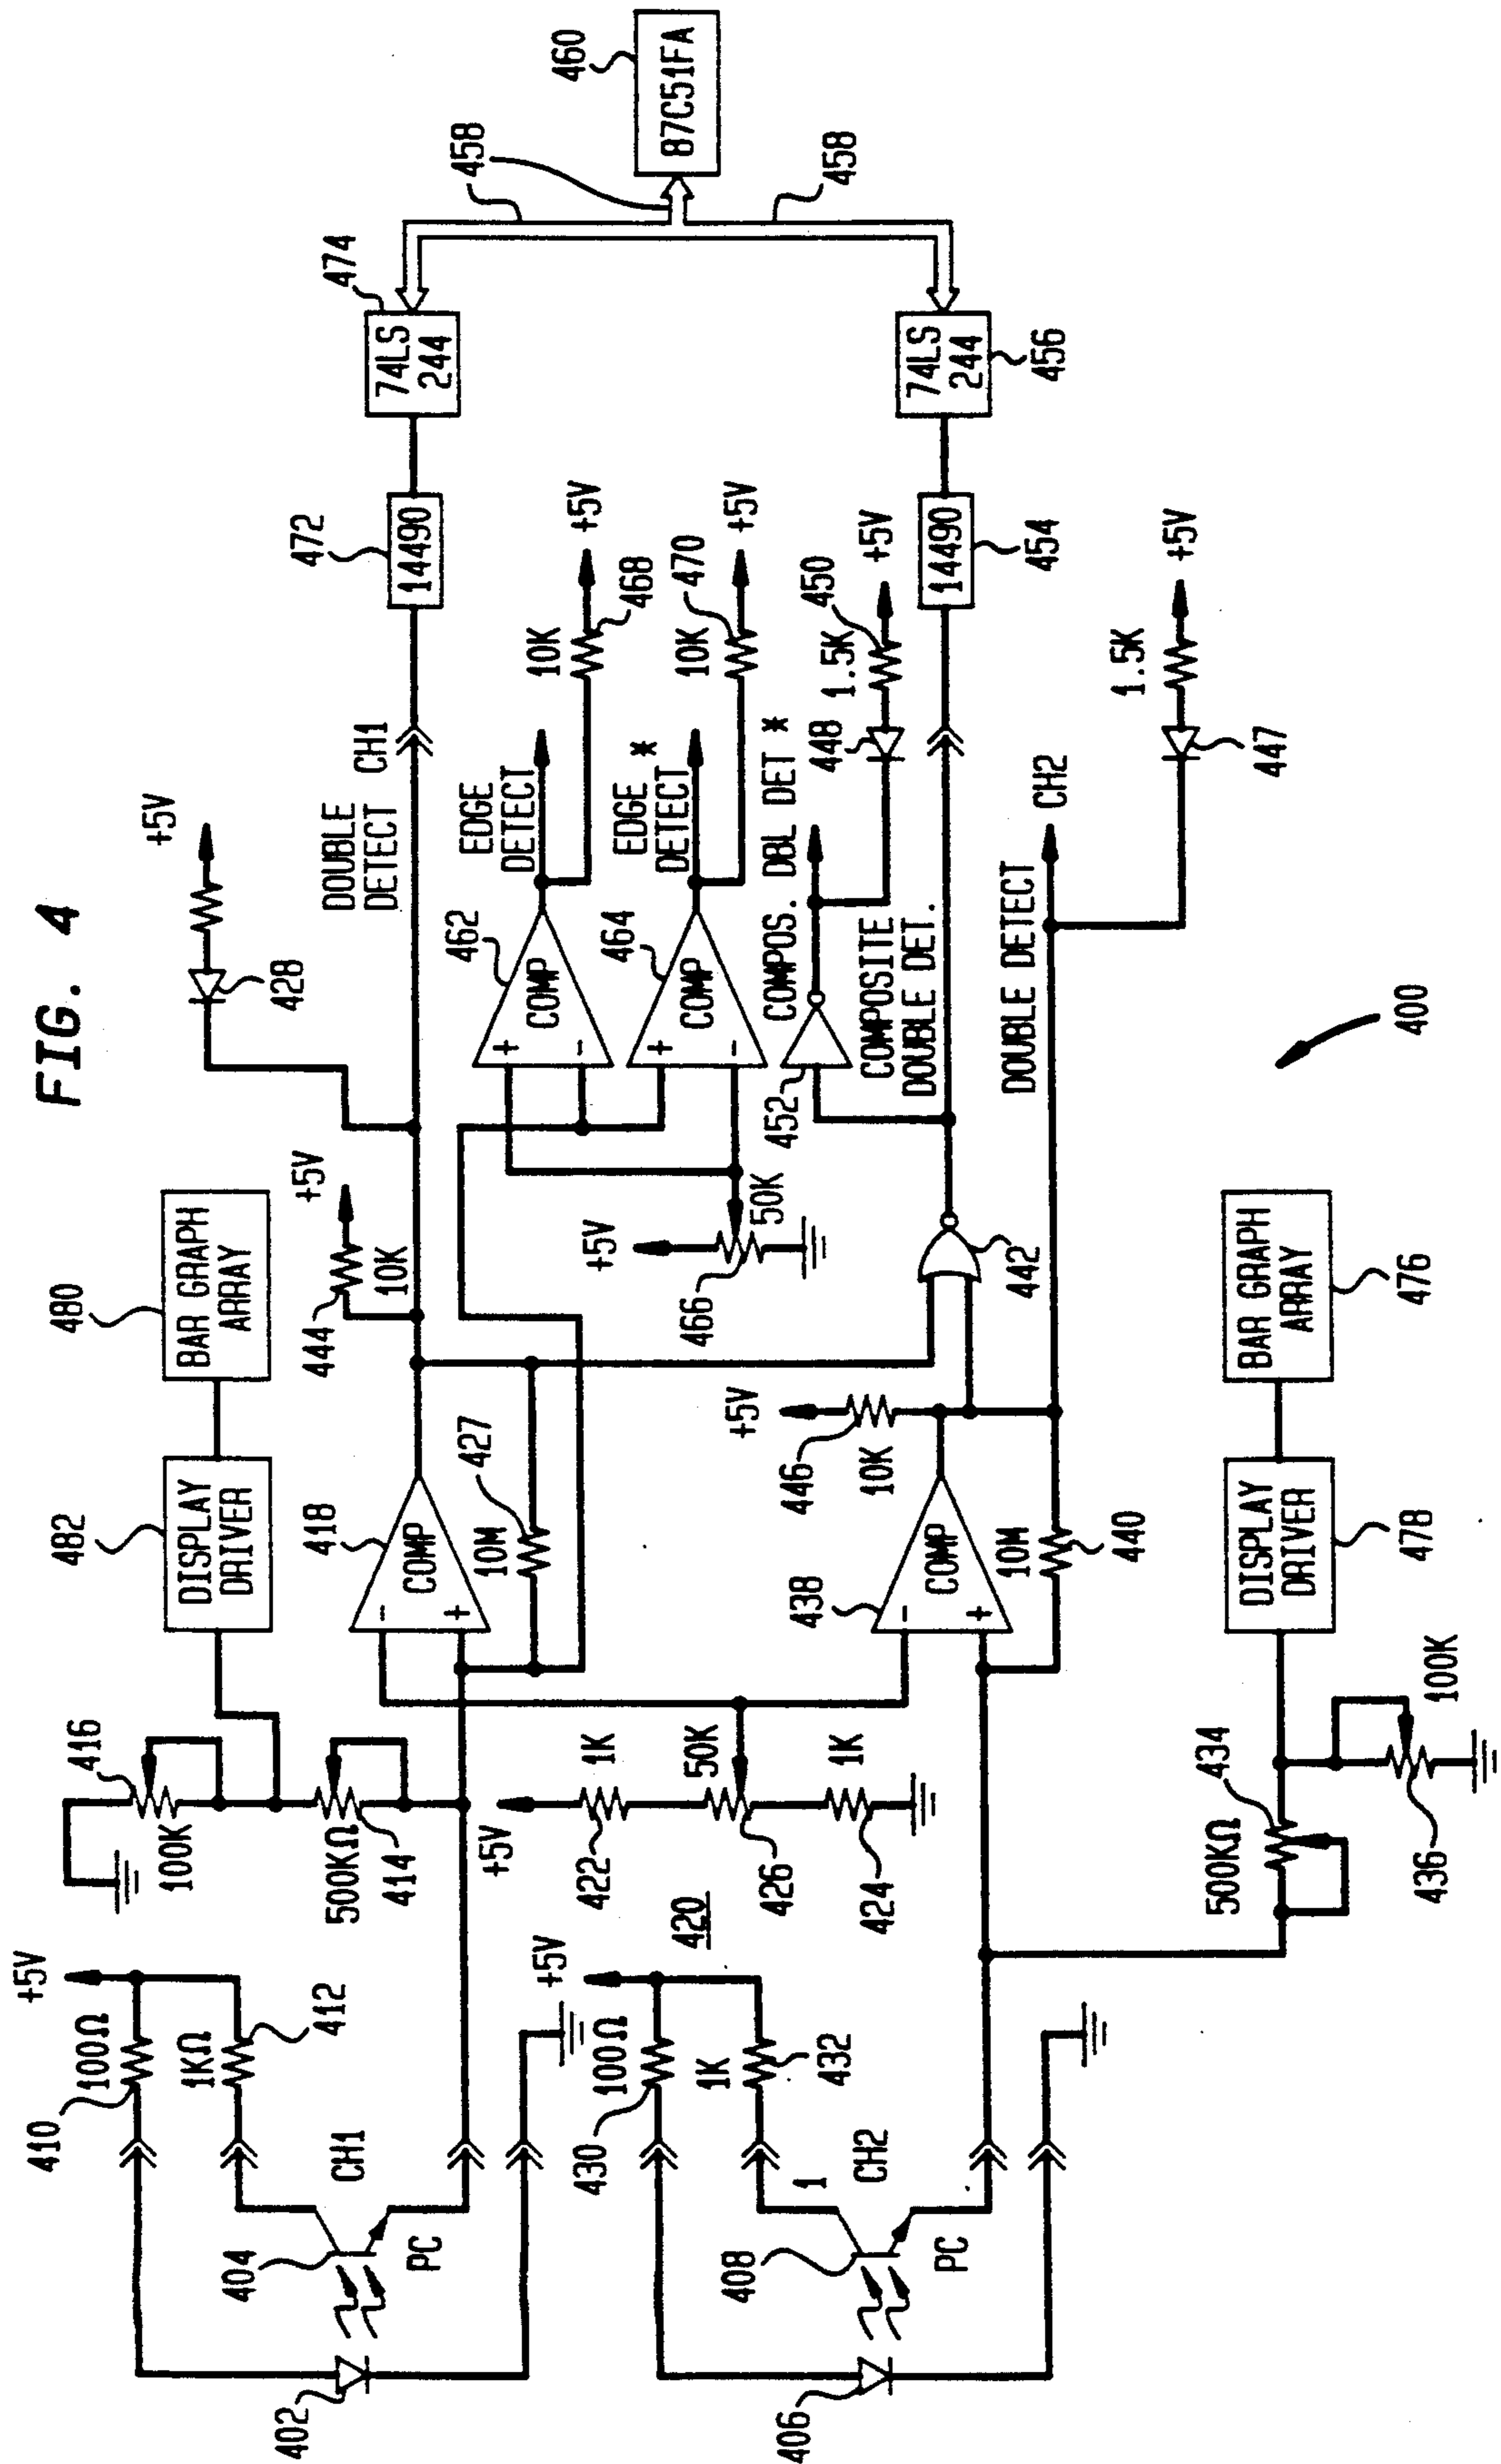 FIG. 4
+5V
410
100Ω
1KΩ
412
404
CH1
PC
402
416
100K
500KΩ
414
482
DISPLAY
DRIVER
480
BAR GRAPH
ARRAY
418
COMP
-
+
427
10M
444
10K
+5V
+5V
428
DOUBLE
DETECT
CH1
472
14490
474
74LS
244
458
460
87C51FA
458
+5V
422
1K
50K
426
1K
424
420
+5V
466
50K
462
+
-
COMP
EDGE
DETECT
10K
468
+5V
464
+
-
COMP
EDGE *
DETECT
10K
470
+5V
452
COMPOS. DBL DET *
448
1.5K
450
+5V
COMPOSITE
DOUBLE DET.
454
14490
456
74LS
244
+5V
430
100Ω
1K
432
1
408
CH2
PC
406
438
COMP
-
+
446
10K
+5V
10M
440
442
DOUBLE DETECT
CH2
1.5K
+5V
447
434
500KΩ
100K
436
DISPLAY
DRIVER
478
BAR GRAPH
ARRAY
476
400